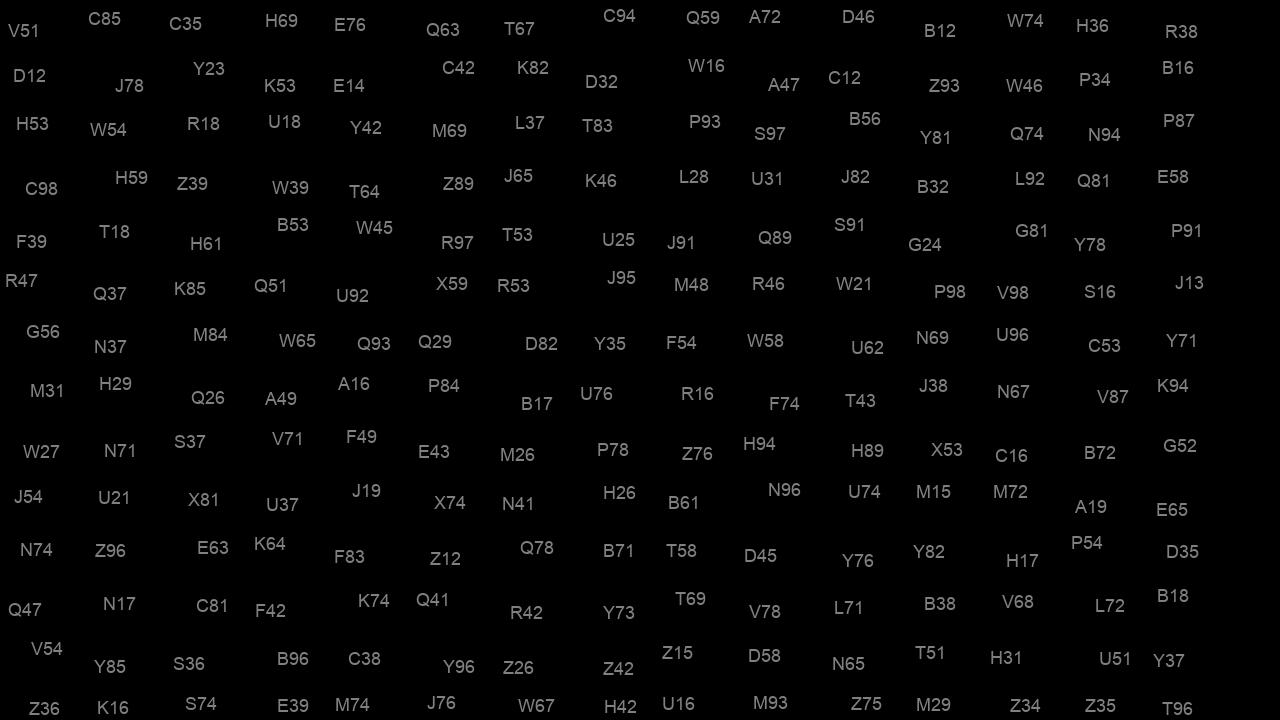 V51 C85 C35 H69 E76 Q63 T67 C94 Q59 A72 D46 B12 W74 H36 R38
D12 J78 Y23 K53 E14 C42 K82 D32 W16 A47 C12 Z93 W46 P34 B16
H53 W54 R18 U18 Y42 M69 L37 T83 P93 S97 B56 Y81 Q74 N94 P87
C98 H59 Z39 W39 T64 Z89 J65 K46 L28 U31 J82 B32 L92 Q81 E58
F39 T18 H61 B53 W45 R97 T53 U25 J91 Q89 S91 G24 G81 Y78 P91
R47 Q37 K85 Q51 U92 X59 R53 J95 M48 R46 W21 P98 V98 S16 J13
G56 N37 M84 W65 Q93 Q29 D82 Y35 F54 W58 U62 N69 U96 C53 Y71
M31 H29 Q26 A49 A16 P84 B17 U76 R16 F74 T43 J38 N67 V87 K94
W27 N71 S37 V71 F49 E43 M26 P78 Z76 H94 H89 X53 C16 B72 G52
J54 U21 X81 U37 J19 X74 N41 H26 B61 N96 U74 M15 M72 A19 E65
N74 Z96 E63 K64 F83 Z12 Q78 B71 T58 D45 Y76 Y82 H17 P54 D35
Q47 N17 C81 F42 K74 Q41 R42 Y73 T69 V78 L71 B38 V68 L72 B18
V54 Y85 S36 B96 C38 Y96 Z26 Z42 Z15 D58 N65 T51 H31 U51 Y37
Z36 K16 S74 E39 M74 J76 W67 H42 U16 M93 Z75 M29 Z34 Z35 T96